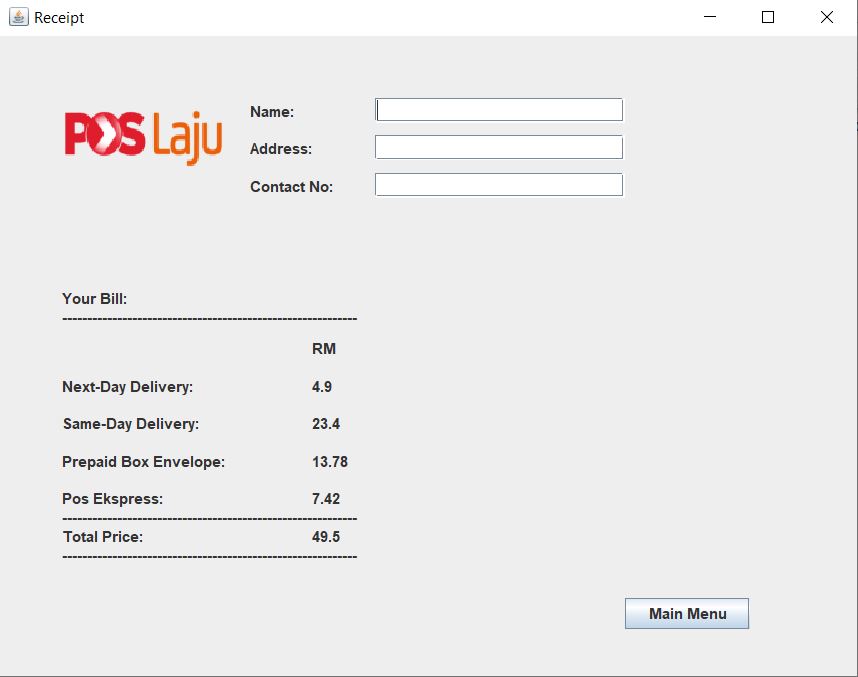 Receipt
POS Laju
Name:
Address:
Contact No:
Your Bill:
-----------------------------------------------------------
RM
Next-Day Delivery: 4.9
Same-Day Delivery: 23.4
Prepaid Box Envelope: 13.78
Pos Ekspress: 7.42
-----------------------------------------------------------
Total Price: 49.5
-----------------------------------------------------------
Main Menu